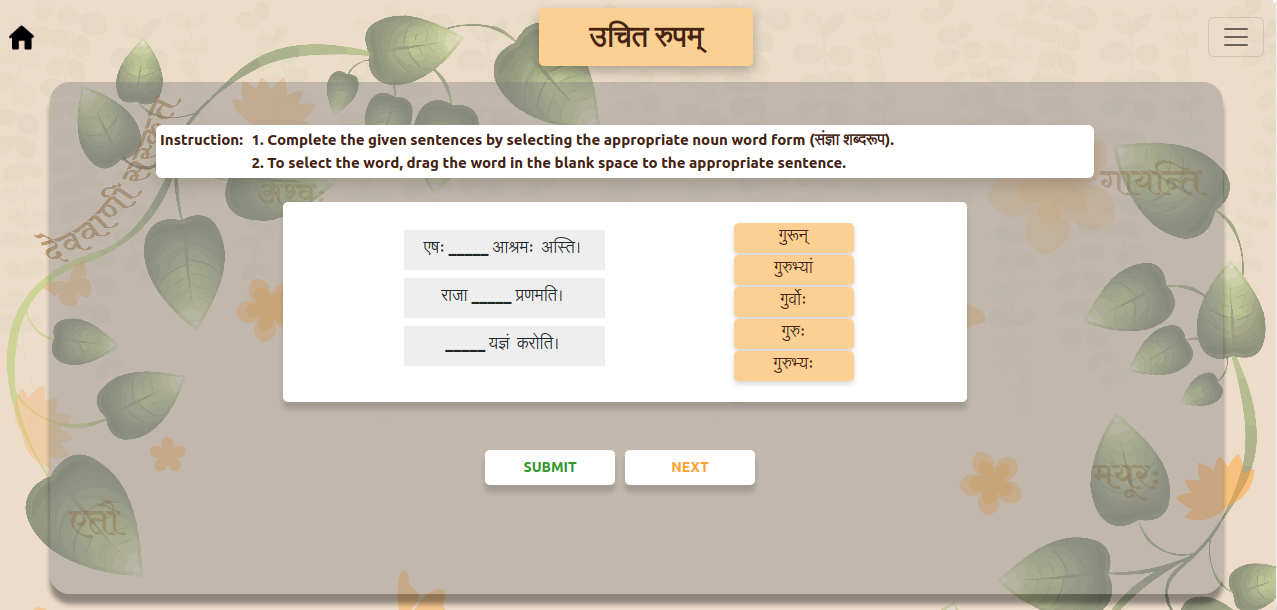 उचित रुपम्
Instruction: 1. Complete the given sentences by selecting the appropriate noun word form (संज्ञा शब्दरूप).
2. To select the word, drag the word in the blank space to the appropriate sentence.
एषः _____ आश्रमः अस्ति।
राजा _____ प्रणमति।
_____ यज्ञं करोति।
गुरून्
गुरुभ्यां
गुर्वोः
गुरुः
गुरुभ्यः
SUBMIT
NEXT
देववाणीं संस्कृत
अश्वः
गायन्ति
एतौ
मयूरः